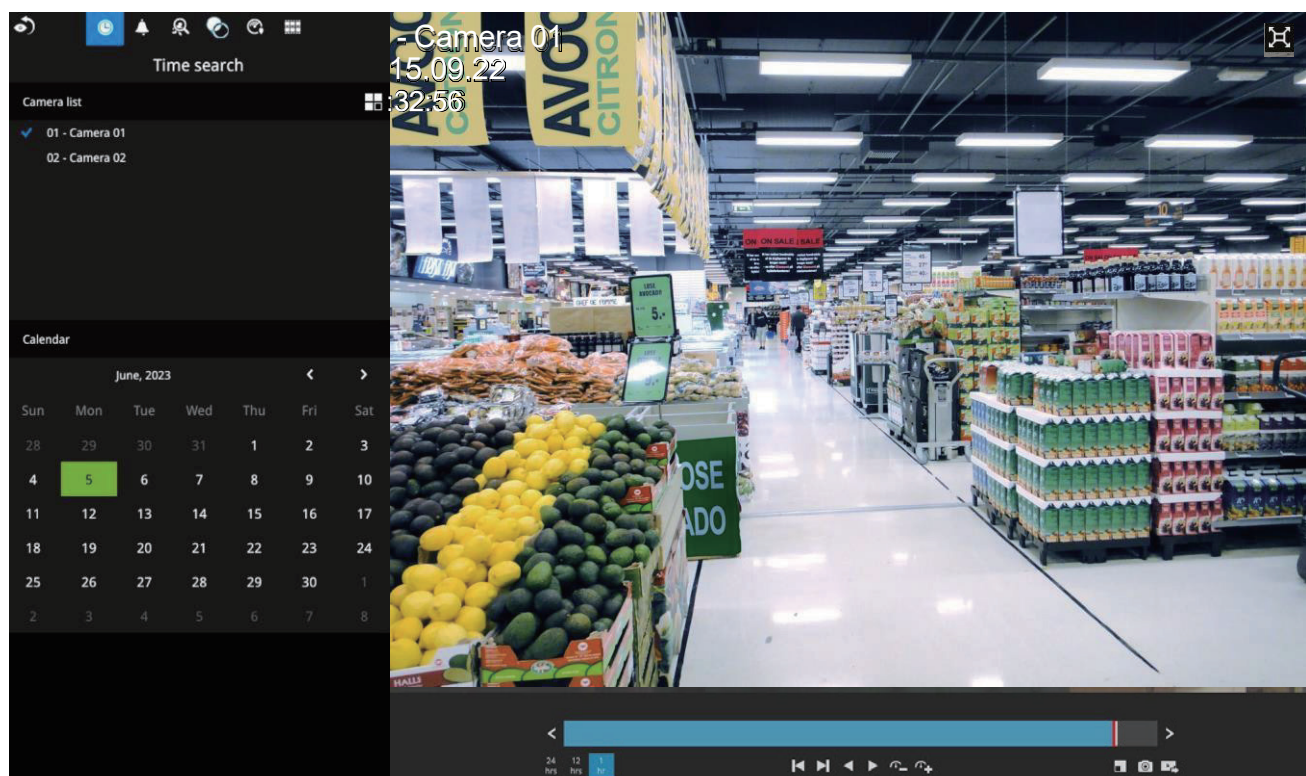 Time search
Camera list
01 - Camera 01
02 - Camera 02
Calendar
June, 2023
Sun Mon Tue Wed Thu Fri Sat
28 29 30 31 1 2 3
4 5 6 7 8 9 10
11 12 13 14 15 16 17
18 19 20 21 22 23 24
25 26 27 28 29 30 1
2 3 4 5 6 7 8
- Camera 01
15.09.22
:32:56
AVOC
CITRON
ON SALE / SALE
LOSE
AVOCADO
5.-
OSE
ADO
HALLS
24 12 1
hrs hrs hr